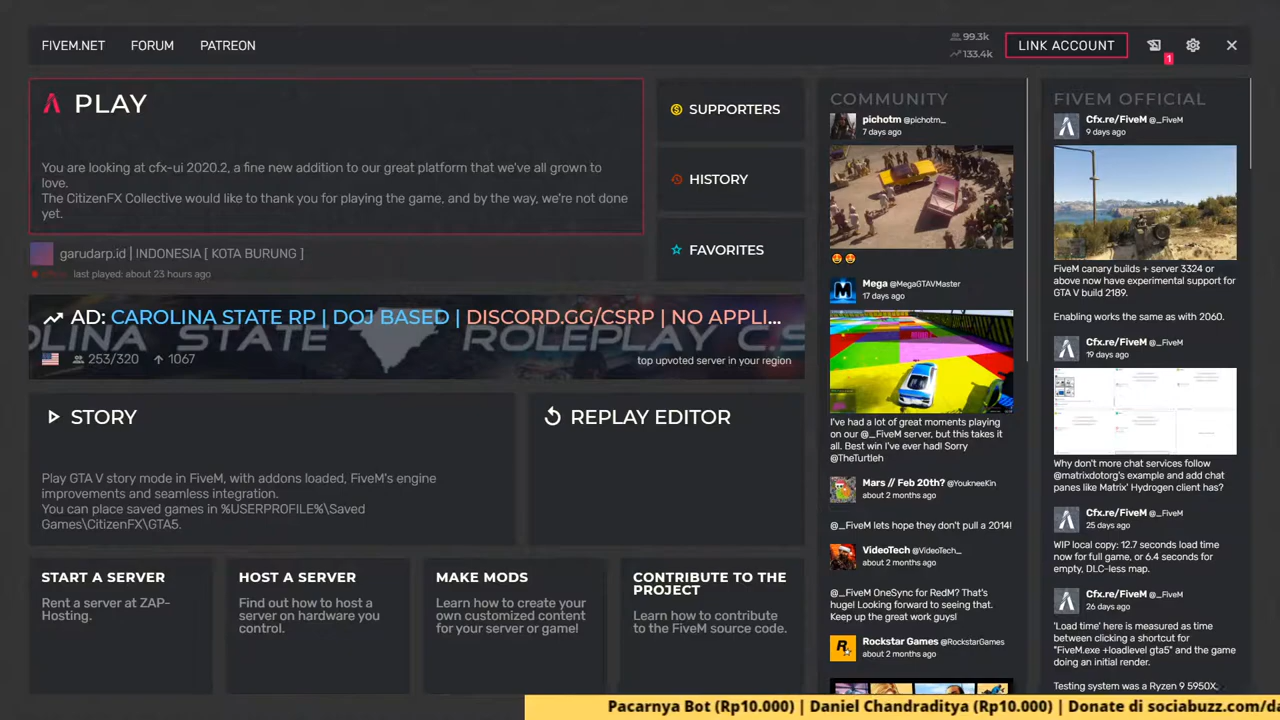 FIVEM.NET FORUM PATREON
99.3k
133.4k
LINK ACCOUNT
1
PLAY
You are looking at cfx-ui 2020.2, a fine new addition to our great platform that we've all grown to
love.
The CitizenFX Collective would like to thank you for playing the game, and by the way, we're not done
yet.
garudarp.id | INDONESIA [ KOTA BURUNG ]
last played: about 23 hours ago
SUPPORTERS
HISTORY
FAVORITES
AD: CAROLINA STATE RP | DOJ BASED | DISCORD.GG/CSRP | NO APPLI...
OLINA STATE ROLEPLAY C.S
253/320 1067
top upvoted server in your region
STORY
Play GTA V story mode in FiveM, with addons loaded, FiveM's engine
improvements and seamless integration.
You can place saved games in %USERPROFILE%\Saved
Games\CitizenFX\GTA5.
REPLAY EDITOR
START A SERVER
Rent a server at ZAP-
Hosting.
HOST A SERVER
Find out how to host a
server on hardware you
control.
MAKE MODS
Learn how to create your
own customized content
for your server or game!
CONTRIBUTE TO THE
PROJECT
Learn how to contribute
to the FiveM source code.
COMMUNITY
pichotm @pichotm_
7 days ago
🤩🤩
Mega @MegaGTAVMaster
17 days ago
I've had a lot of great moments playing
on our @_FiveM server, but this takes it
all. Best win I've ever had! Sorry
@TheTurtleh
Mars // Feb 20th? @YoukneeKin
about 2 months ago
@_FiveM lets hope they don't pull a 2014!
VideoTech @VideoTech_
about 2 months ago
@_FiveM OneSync for RedM? That's
huge! Looking forward to seeing that.
Keep up the great work guys!
Rockstar Games @RockstarGames
about 2 months ago
FIVEM OFFICIAL
Cfx.re/FiveM @_FiveM
9 days ago
FiveM canary builds + server 3324 or
above now have experimental support for
GTA V build 2189.
Enabling works the same as with 2060.
Cfx.re/FiveM @_FiveM
19 days ago
Why don't more chat services follow
@matrixdotorg's example and add chat
panes like Matrix' Hydrogen client has?
Cfx.re/FiveM @_FiveM
25 days ago
WIP local copy: 12.7 seconds load time
now for full game, or 6.4 seconds for
empty, DLC-less map.
Cfx.re/FiveM @_FiveM
26 days ago
'Load time' here is measured as time
between clicking a shortcut for
"FiveM.exe +loadlevel gta5" and the game
doing an initial render.
Testing system was a Ryzen 9 5950X,
Pacarnya Bot (Rp10.000) | Daniel Chandraditya (Rp10.000) | Donate di sociabuzz.com/da